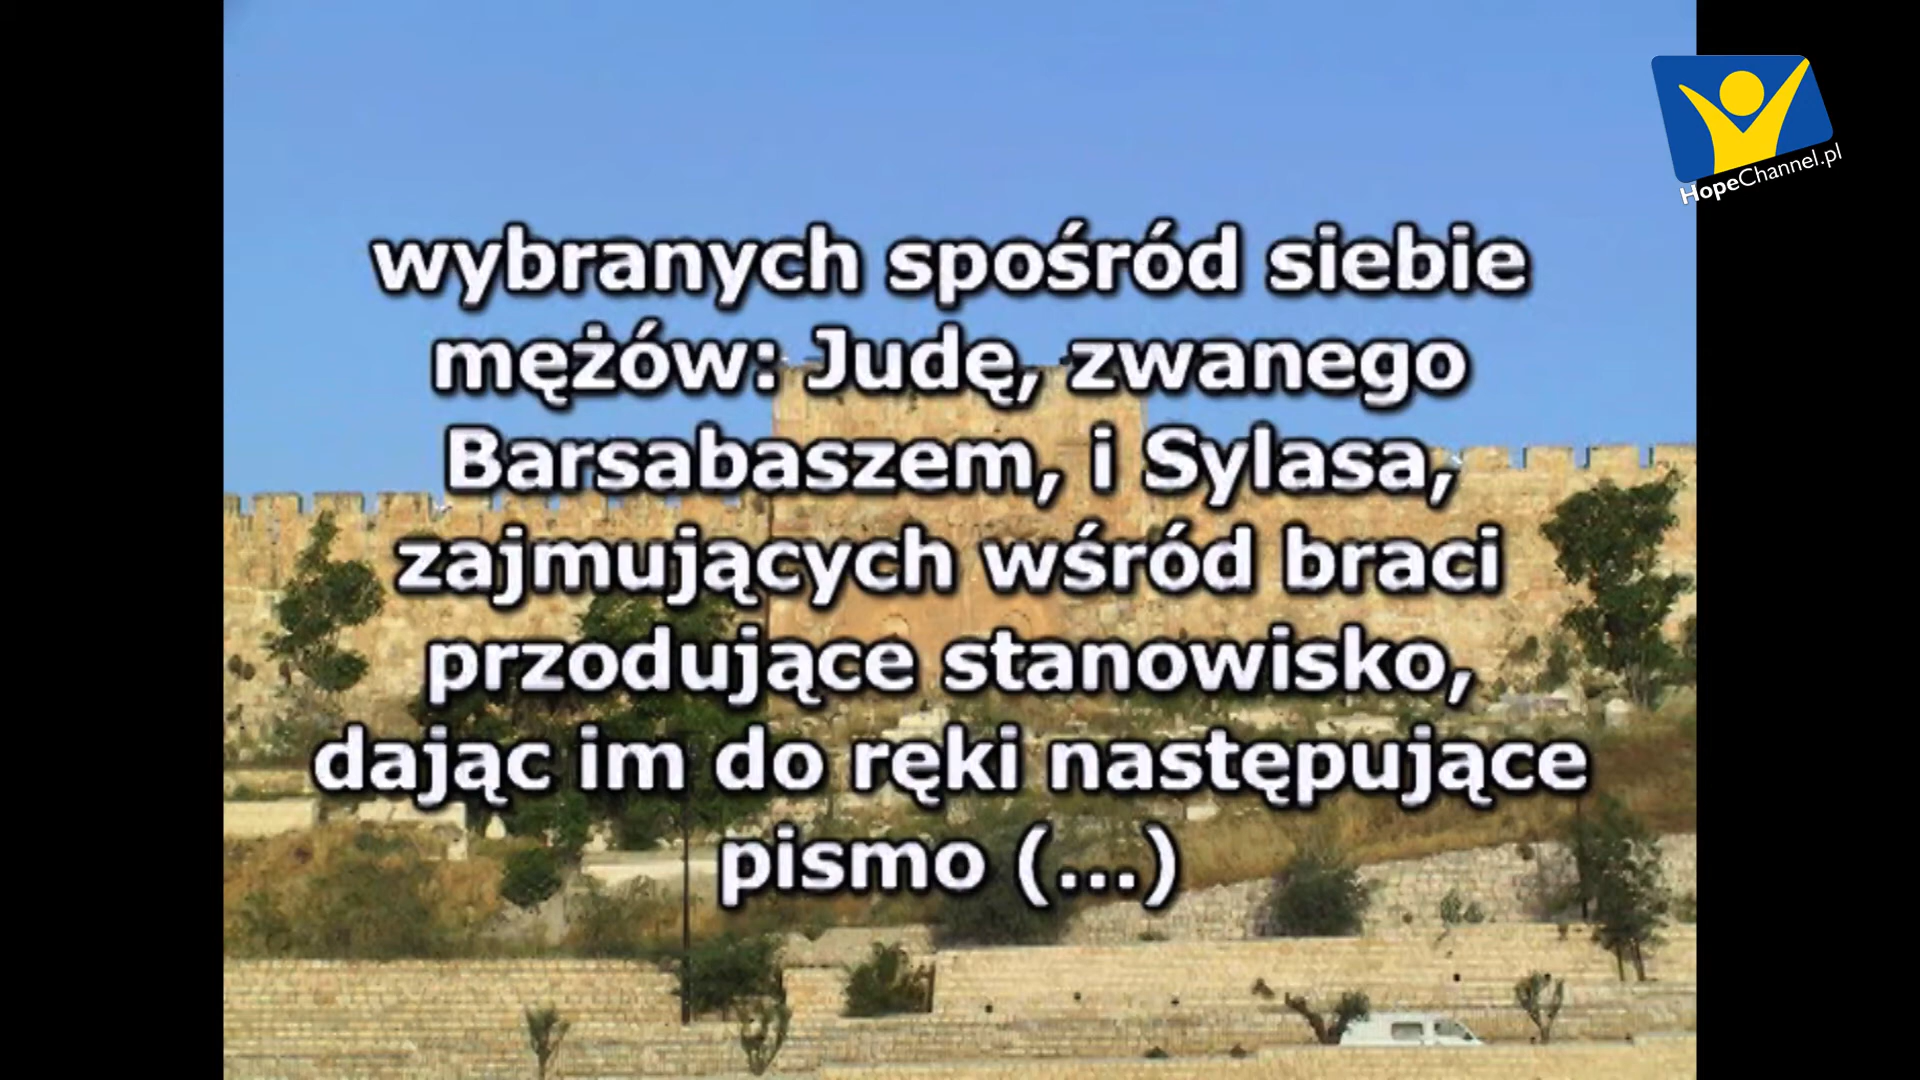 HopeChannel.pl
wybranych spośród siebie
mężów: Judę, zwanego
Barsabaszem, i Sylasa,
zajmujących wśród braci
przodujące stanowisko,
dając im do ręki następujące
pismo (...)